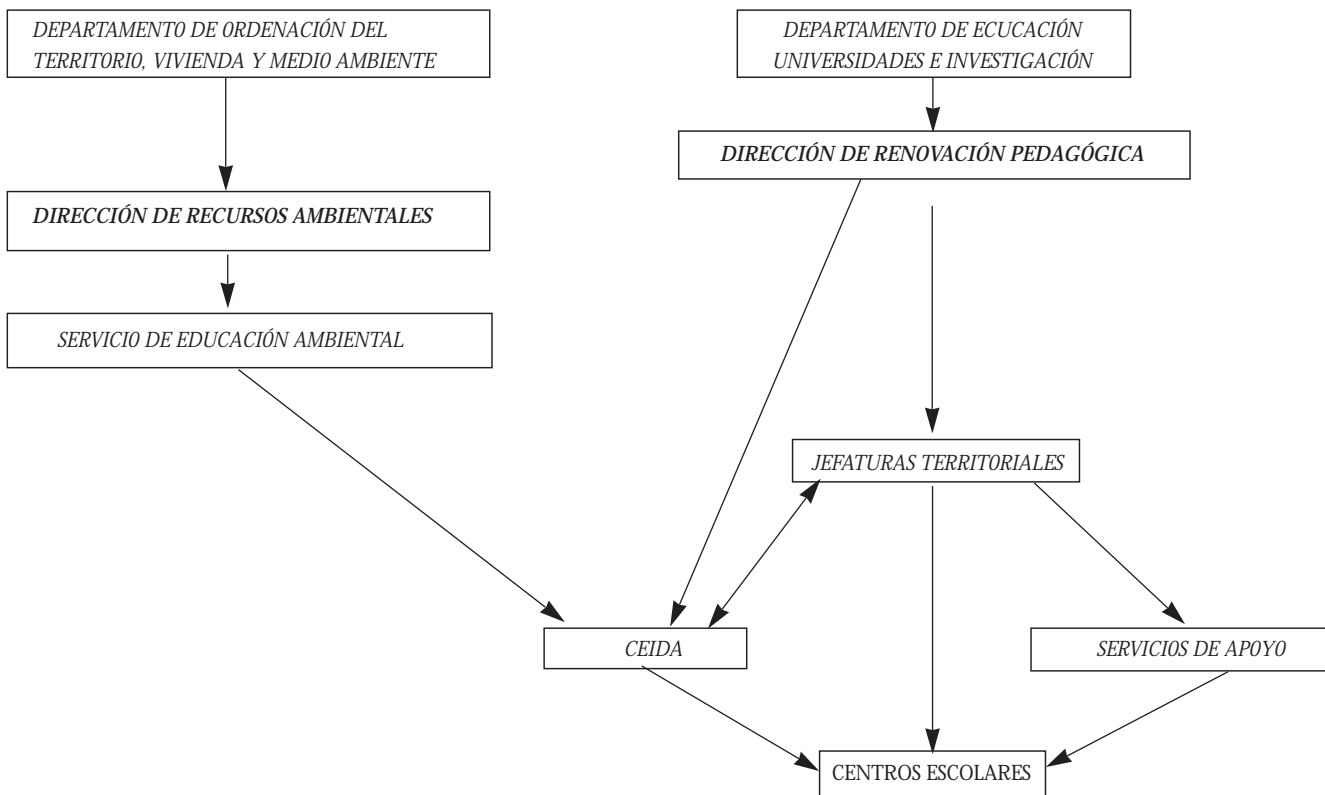 DEPARTAMENTO DE ORDENACIÓN DEL
TERRITORIO, VIVIENDA Y MEDIO AMBIENTE
DEPARTAMENTO DE ECUCACIÓN
UNIVERSIDADES E INVESTIGACIÓN
DIRECCIÓN DE RENOVACIÓN PEDAGÓGICA
DIRECCIÓN DE RECURSOS AMBIENTALES
SERVICIO DE EDUCACIÓN AMBIENTAL
JEFATURAS TERRITORIALES
CEIDA
SERVICIOS DE APOYO
CENTROS ESCOLARES